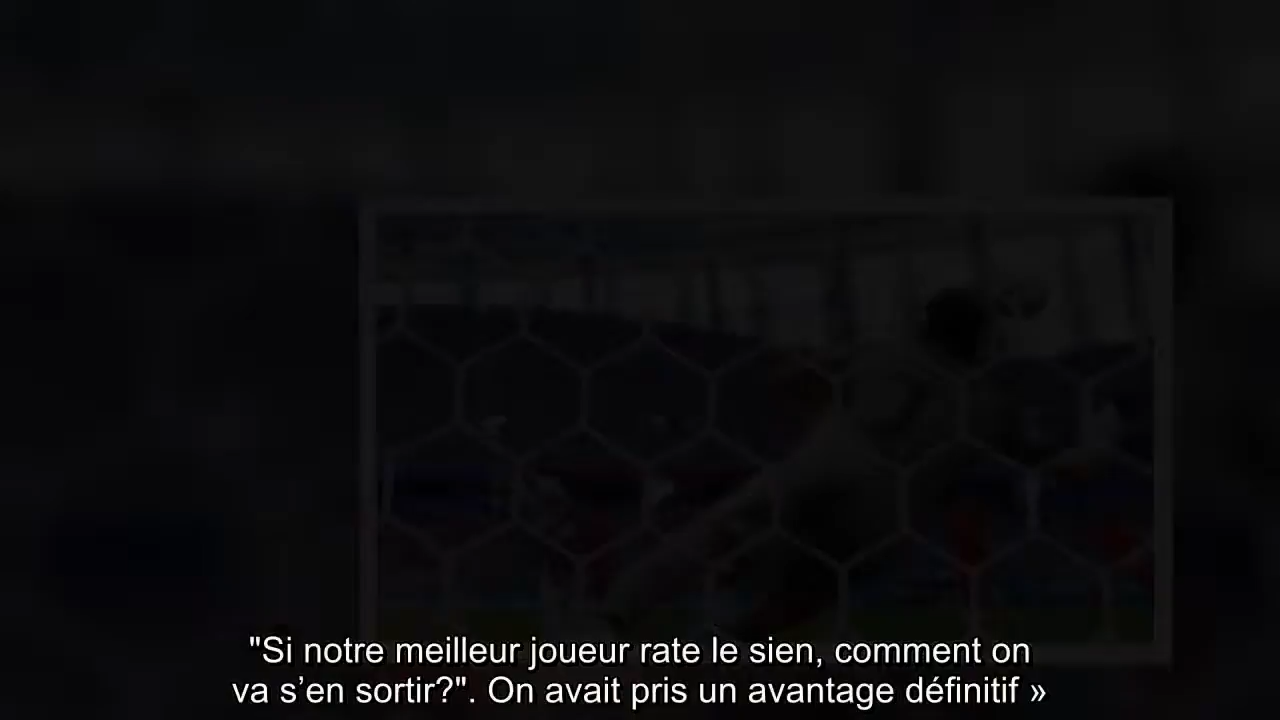 "Si notre meilleur joueur rate le sien, comment on
va s’en sortir?". On avait pris un avantage définitif »